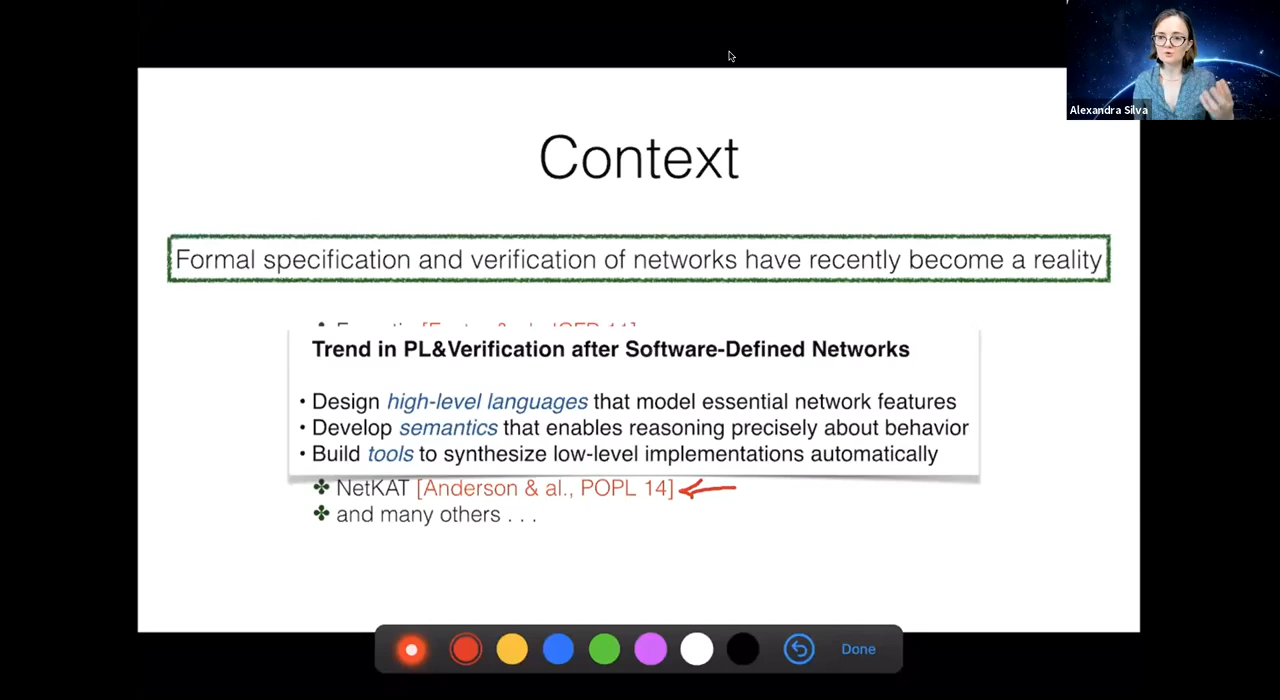 Alexandra Silva
Context
Formal specification and verification of networks have recently become a reality
Trend in PL&Verification after Software-Defined Networks
• Design high-level languages that model essential network features
• Develop semantics that enables reasoning precisely about behavior
• Build tools to synthesize low-level implementations automatically
✤ NetKAT [Anderson & al., POPL 14]
✤ and many others . . .
Done